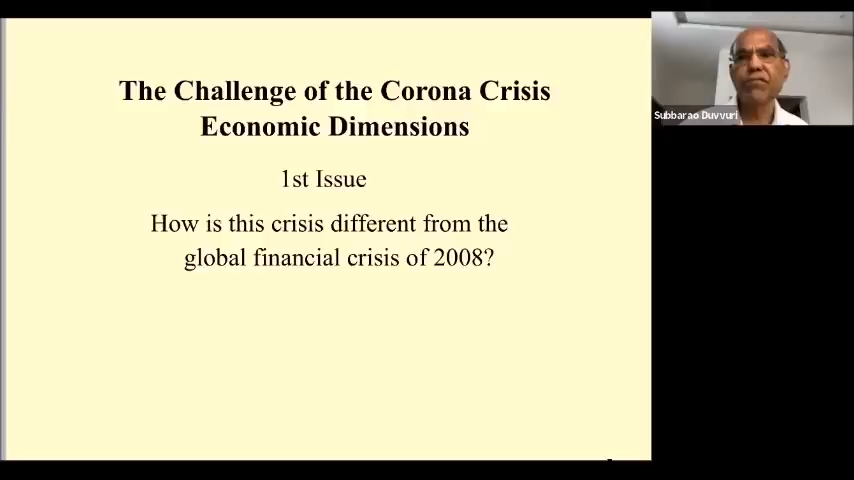 The Challenge of the Corona Crisis
Economic Dimensions
1st Issue
How is this crisis different from the
global financial crisis of 2008?
Subbarao Duvvuri